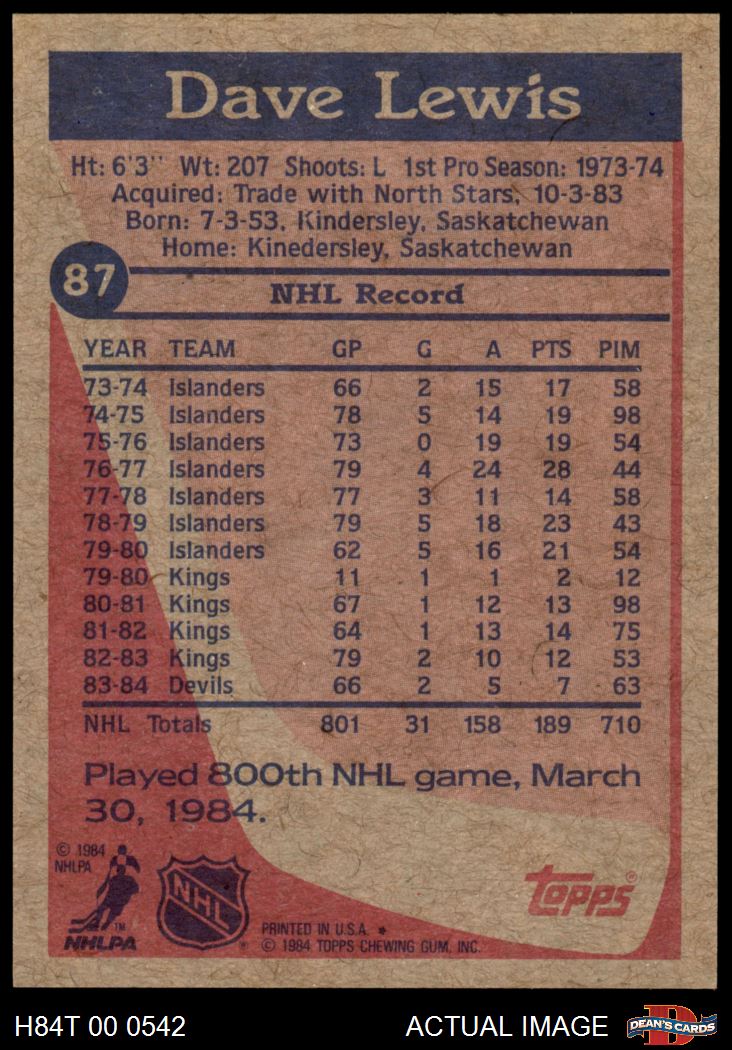 Dave Lewis
Ht: 6'3'' Wt: 207 Shoots: L 1st Pro Season: 1973-74
Acquired: Trade with North Stars, 10-3-83
Born: 7-3-53, Kindersley, Saskatchewan
Home: Kinedersley, Saskatchewan
87
NHL Record
YEAR TEAM GP G A PTS PIM
73-74 Islanders 66 2 15 17 58
74-75 Islanders 78 5 14 19 98
75-76 Islanders 73 0 19 19 54
76-77 Islanders 79 4 24 28 44
77-78 Islanders 77 3 11 14 58
78-79 Islanders 79 5 18 23 43
79-80 Islanders 62 5 16 21 54
79-80 Kings 11 1 1 2 12
80-81 Kings 67 1 12 13 98
81-82 Kings 64 1 13 14 75
82-83 Kings 79 2 10 12 53
83-84 Devils 66 2 5 7 63
NHL Totals 801 31 158 189 710
Played 800th NHL game, March
30, 1984.
© 1984
NHLPA
TM
NHLPA
NHL
®
topps®
PRINTED IN U.S.A. *
© 1984 TOPPS CHEWING GUM, INC.
H84T 00 0542 ACTUAL IMAGE
D
DEAN'S CARDS